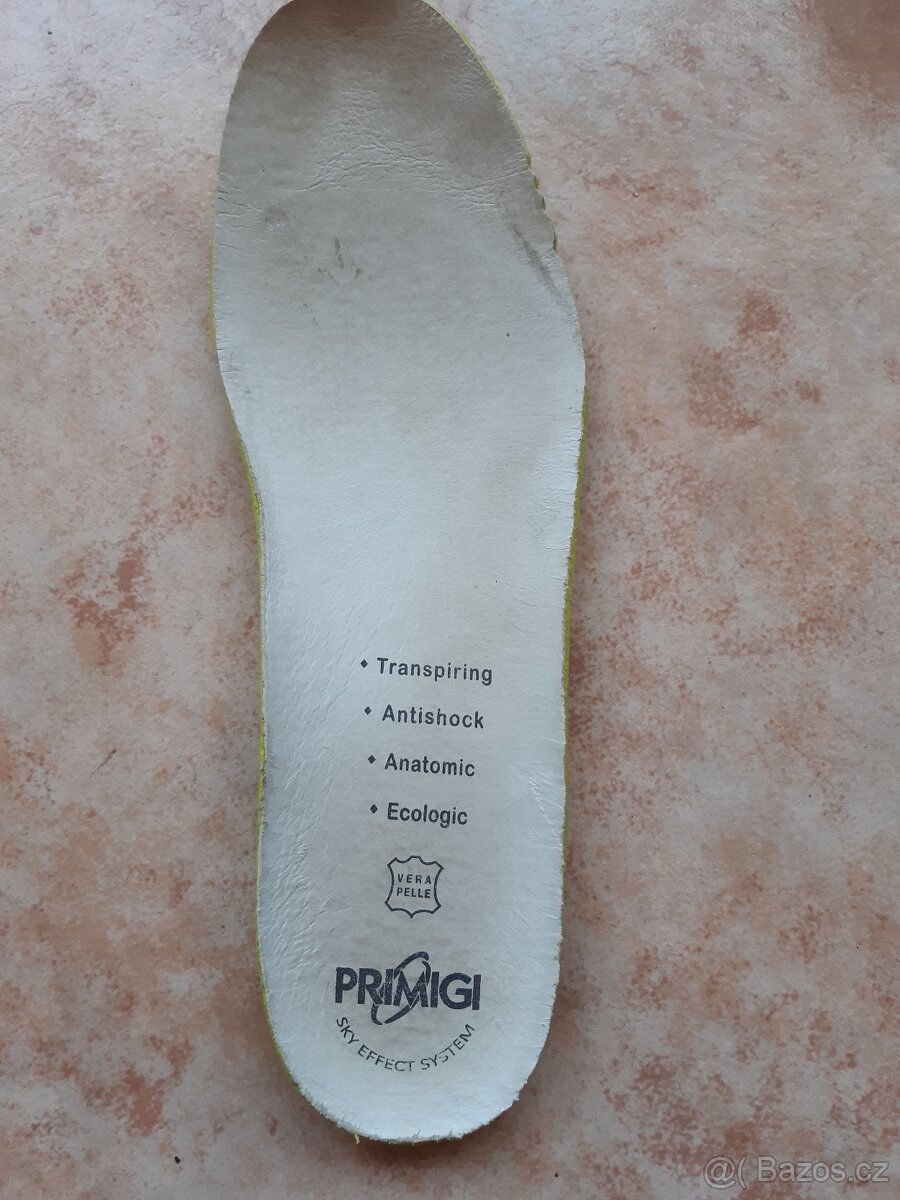 • Transpiring
• Antishock
• Anatomic
• Ecologic
VERA
PELLE
PRIMIGI
SKY EFFECT SYSTEM
@( Bazos.cz